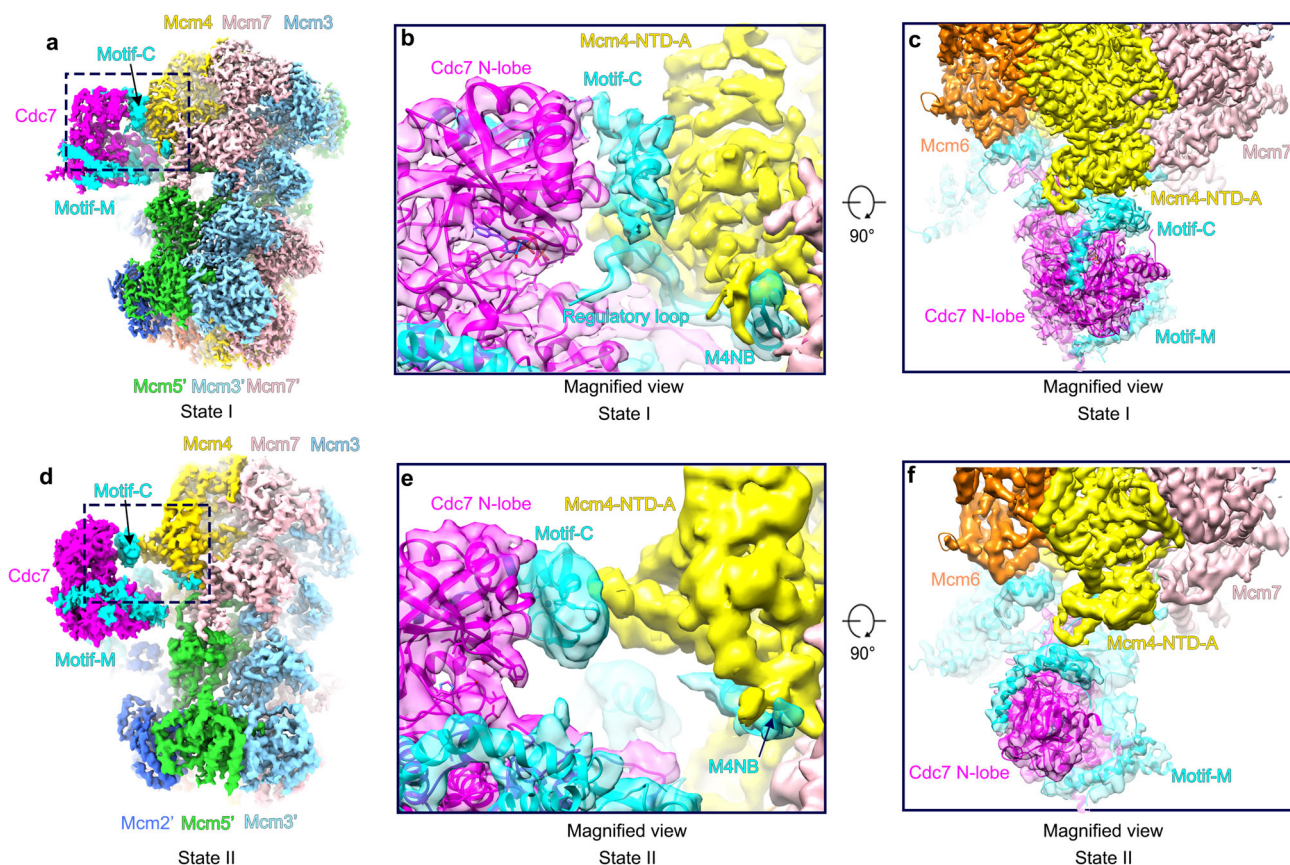 a
Mcm4 Mcm7 Mcm3
Motif-C
Cdc7
Motif-M
Mcm5' Mcm3' Mcm7'
State I
b
Mcm4-NTD-A
Cdc7 N-lobe
Motif-C
Regulatory loop
M4NB
Magnified view
State I
90°
c
Mcm6
Mcm7
Mcm4-NTD-A
Motif-C
Cdc7 N-lobe
Motif-M
Magnified view
State I
d
Mcm4 Mcm7 Mcm3
Motif-C
Cdc7
Motif-M
Mcm2' Mcm5' Mcm3'
State II
e
Cdc7 N-lobe
Mcm4-NTD-A
Motif-C
M4NB
Magnified view
State II
90°
f
Mcm6
Mcm7
Mcm4-NTD-A
Cdc7 N-lobe
Motif-M
Magnified view
State II